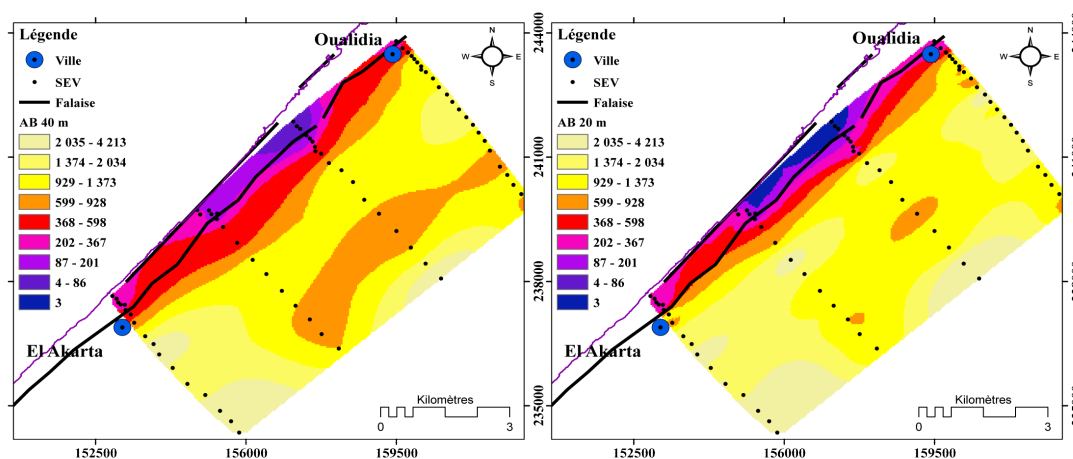 Légende
Ville
SEV
Falaise
AB 40 m
2 035 - 4 213
1 374 - 2 034
929 - 1 373
599 - 928
368 - 598
202 - 367
87 - 201
4 - 86
3
Oualidia
El Akarta
N
W E
S
Kilomètres
0 3
244000
241000
238000
235000
152500 156000 159500
Légende
Ville
SEV
Falaise
AB 20 m
2 035 - 4 213
1 374 - 2 034
929 - 1 373
599 - 928
368 - 598
202 - 367
87 - 201
4 - 86
3
Oualidia
El Akarta
N
W E
S
Kilomètres
0 3
152500 156000 159500